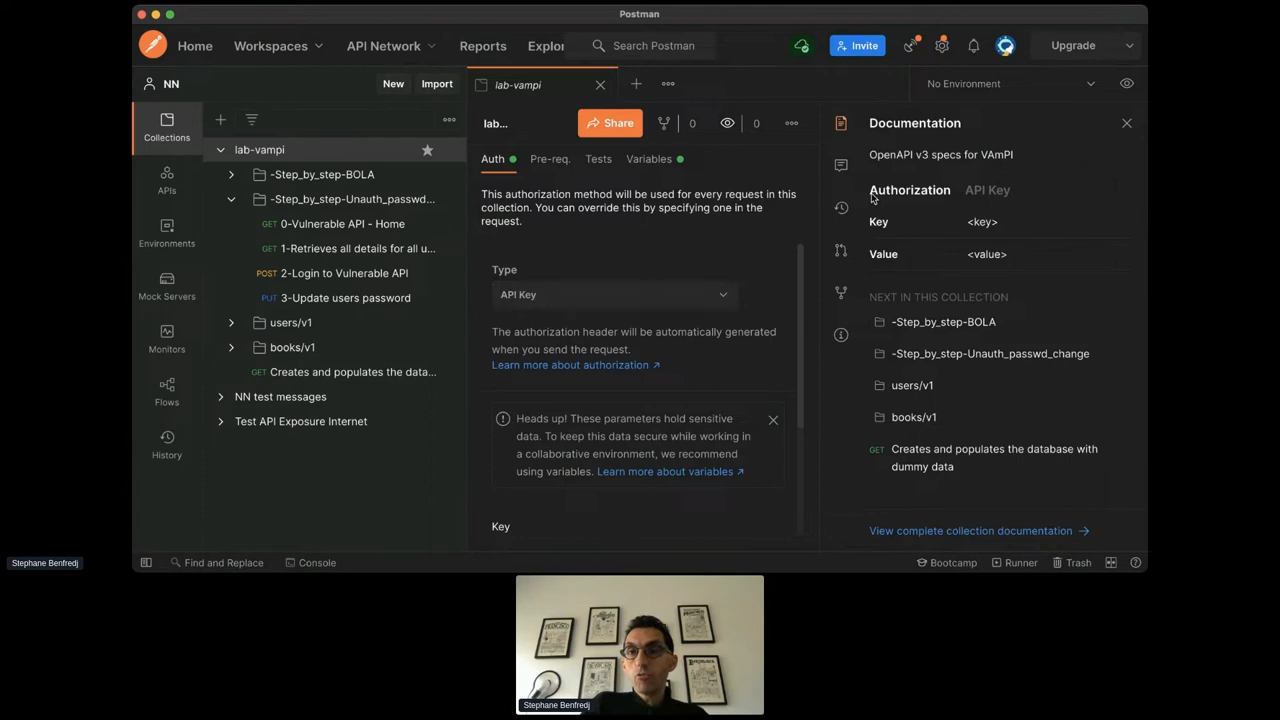 Postman
Home
Workspaces
API Network
Reports
Explor
Search Postman
Invite
Upgrade
NN
New
Import
lab-vampi
No Environment
Collections
APIs
Environments
Mock Servers
Monitors
Flows
History
lab-vampi
-Step_by_step-BOLA
-Step_by_step-Unauth_passwd...
GET 0-Vulnerable API - Home
GET 1-Retrieves all details for all u...
POST 2-Login to Vulnerable API
PUT 3-Update users password
users/v1
books/v1
GET Creates and populates the data...
NN test messages
Test API Exposure Internet
lab...
Share
0
0
Auth
Pre-req.
Tests
Variables
This authorization method will be used for every request in this
collection. You can override this by specifying one in the
request.
Type
API Key
The authorization header will be automatically generated
when you send the request.
Learn more about authorization ↗
Heads up! These parameters hold sensitive
data. To keep this data secure while working in
a collaborative environment, we recommend
using variables. Learn more about variables ↗
Key
Documentation
OpenAPI v3 specs for VAmPI
Authorization API Key
Key <key>
Value <value>
NEXT IN THIS COLLECTION
-Step_by_step-BOLA
-Step_by_step-Unauth_passwd_change
users/v1
books/v1
GET Creates and populates the database with
dummy data
View complete collection documentation →
Find and Replace
Console
Bootcamp
Runner
Trash
Stephane Benfredj
Stephane Benfredj